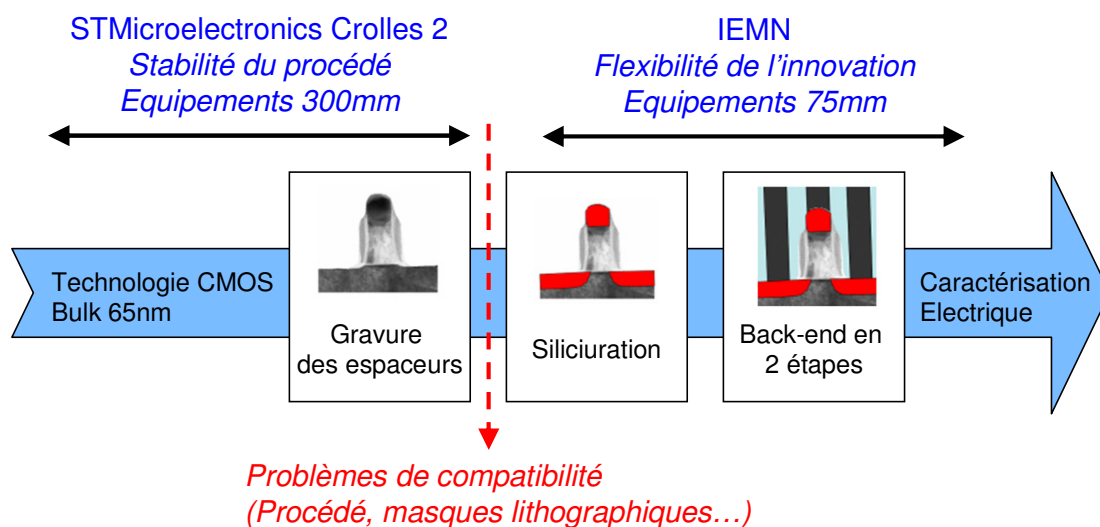 STMicroelectronics Crolles 2
Stabilité du procédé
Equipements 300mm
IEMN
Flexibilité de l'innovation
Equipements 75mm
Technologie CMOS
Bulk 65nm
Gravure
des espaceurs
Siliciuration
Back-end en
2 étapes
Caractérisation
Electrique
Problèmes de compatibilité
(Procédé, masques lithographiques…)